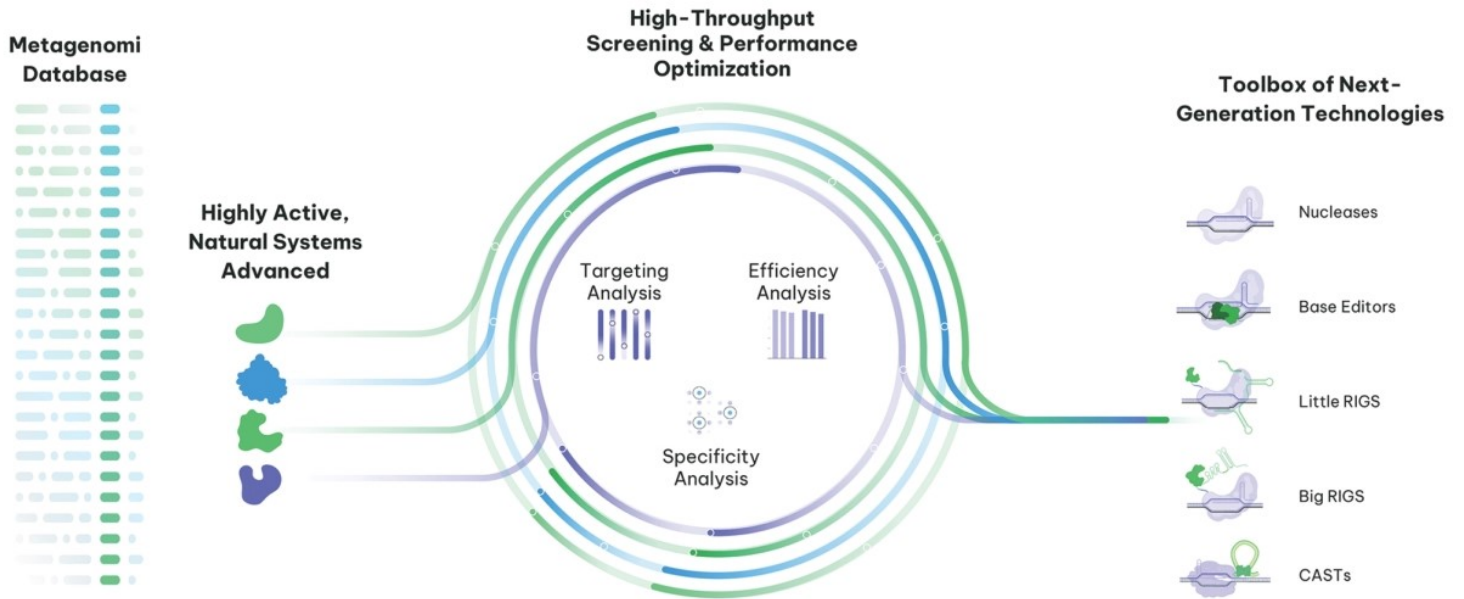 Metagenomi
Database
Highly Active,
Natural Systems
Advanced
High-Throughput
Screening & Performance
Optimization
Targeting
Analysis
Efficiency
Analysis
Specificity
Analysis
Toolbox of Next-
Generation Technologies
Nucleases
Base Editors
Little RIGS
Big RIGS
CASTs